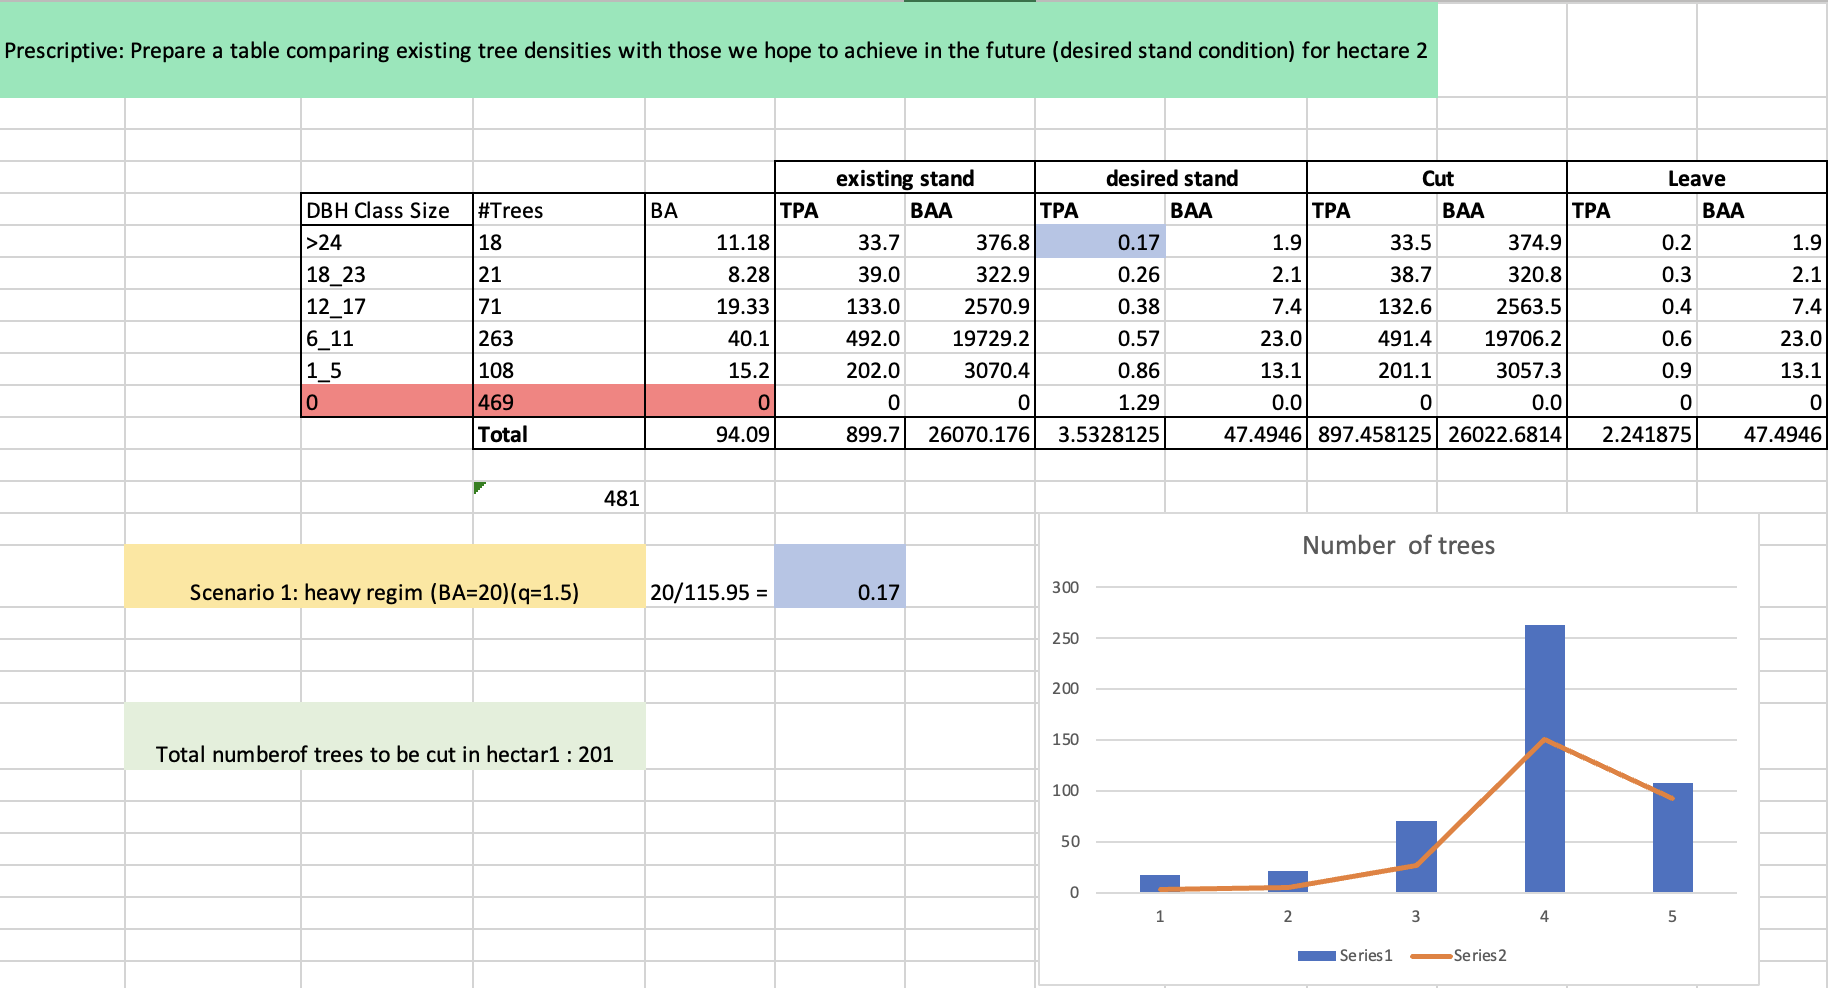 Prescriptive: Prepare a table comparing existing tree densities with those we hope to achieve in the future (desired stand condition) for hectare 2
existing stand desired stand Cut Leave
DBH Class Size #Trees BA TPA BAA TPA BAA TPA BAA TPA BAA
>24 18 11.18 33.7 376.8 0.17 1.9 33.5 374.9 0.2 1.9
18_23 21 8.28 39.0 322.9 0.26 2.1 38.7 320.8 0.3 2.1
12_17 71 19.33 133.0 2570.9 0.38 7.4 132.6 2563.5 0.4 7.4
6_11 263 40.1 492.0 19729.2 0.57 23.0 491.4 19706.2 0.6 23.0
1_5 108 15.2 202.0 3070.4 0.86 13.1 201.1 3057.3 0.9 13.1
0 469 0 0 0 1.29 0.0 0 0.0 0 0
Total 94.09 899.7 26070.176 3.5328125 47.4946 897.458125 26022.6814 2.241875 47.4946
481
Scenario 1: heavy regim (BA=20)(q=1.5) 20/115.95 = 0.17
Total numberof trees to be cut in hectar1 : 201
Number of trees
300
250
200
150
100
50
0
1 2 3 4 5
Series1 Series2